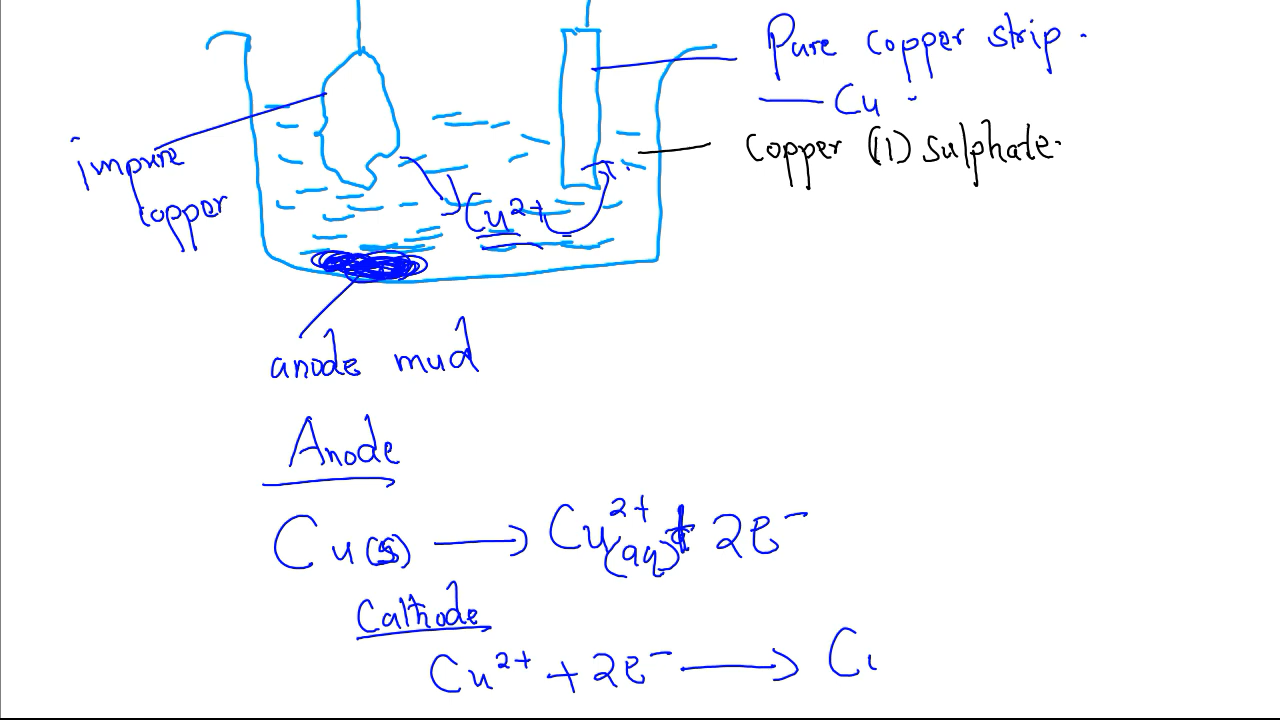 Pure copper strip.
— Cu.
Copper (II) sulphate.
impure
copper
Cu2+
anode mud
Anode
Cu(s) → Cu2+(aq) + 2e-
Cathode
Cu2+ + 2e- → Cu